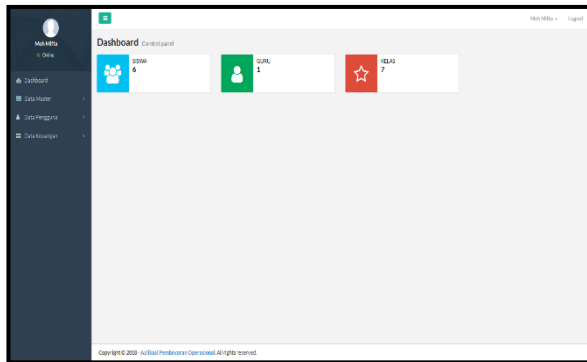 Moh Mifta
Online
Dashboard
Data Master
Data Pengguna
Data Keuangan
Moh Mifta
Logout
Dashboard Control panel
SISWA
6
GURU
1
KELAS
7
Copyright © 2018 - Aplikasi Pembayaran Operasional. All rights reserved.